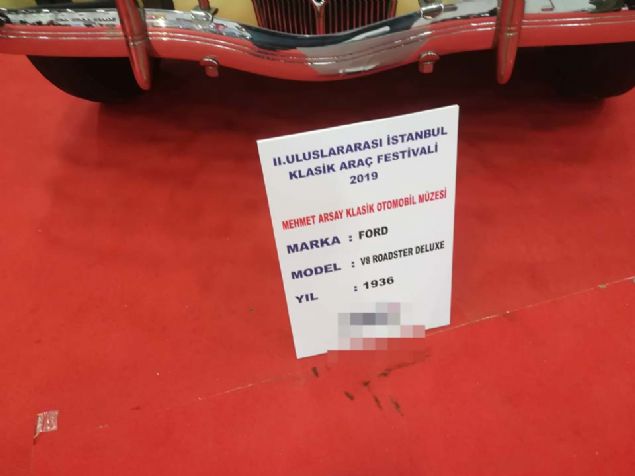 II.ULUSLARARASI İSTANBUL
KLASİK ARAÇ FESTİVALİ
2019
MEHMET ARSAY KLASİK OTOMOBİL MÜZESİ
MARKA : FORD
MODEL : V8 ROADSTER DELUXE
YIL : 1936